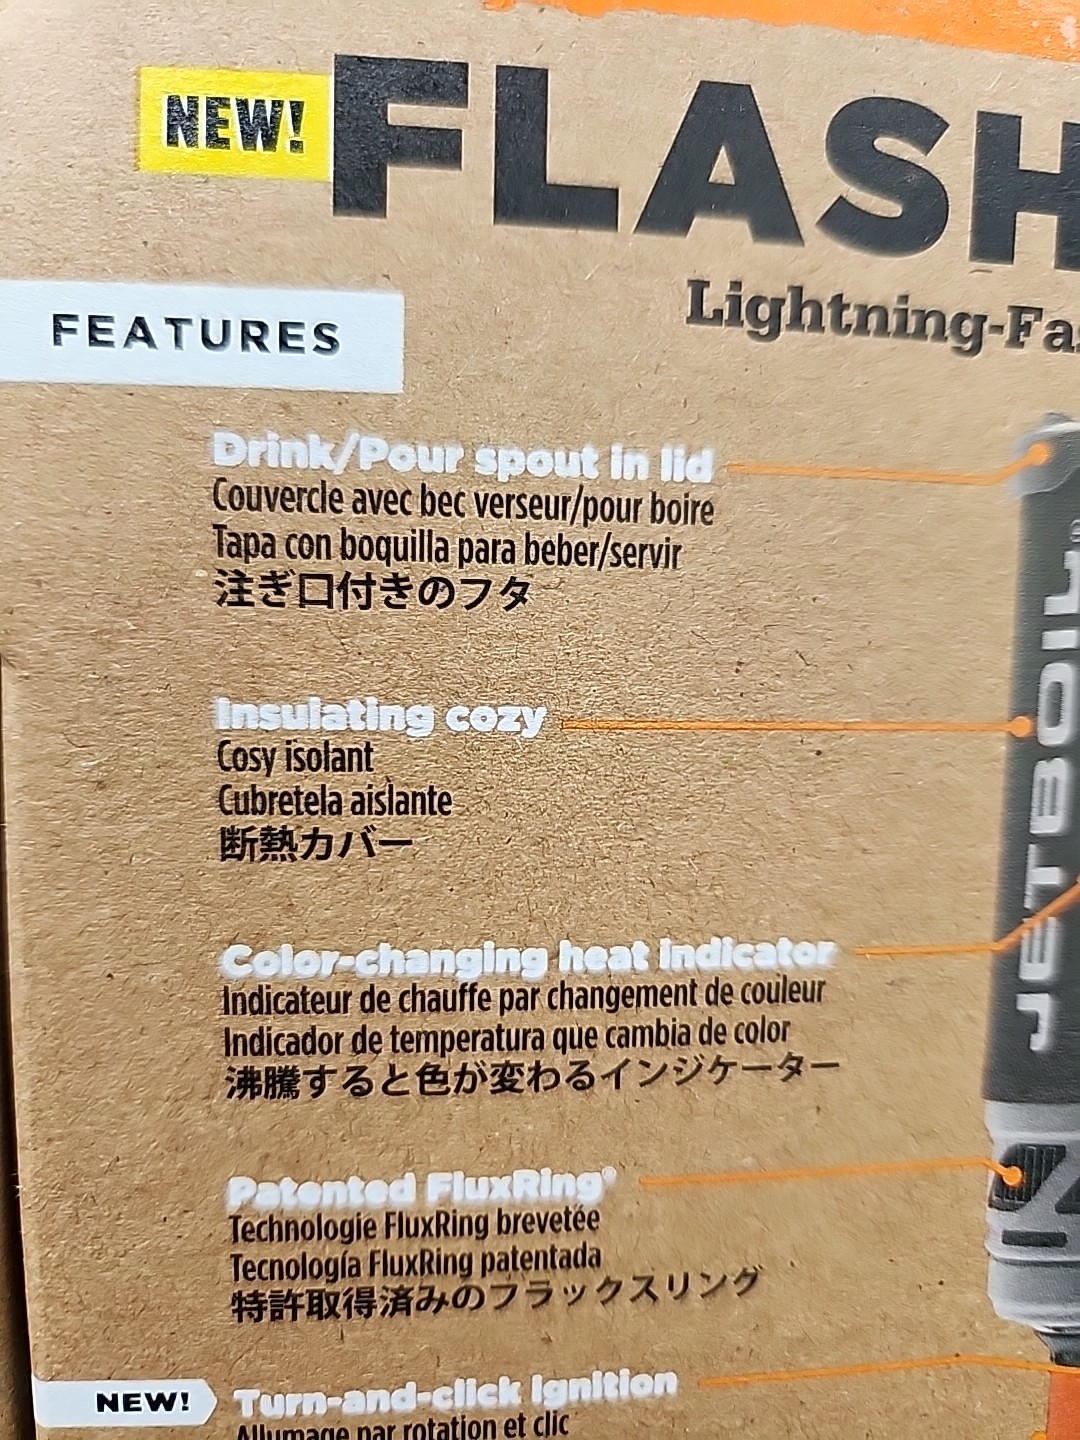 NEW!
FLASH
Lightning-Fa
FEATURES
Drink/Pour spout in lid
Couvercle avec bec verseur/pour boire
Tapa con boquilla para beber/servir
注ぎ口付きのフタ
Insulating cozy
Cosy isolant
Cubretela aislante
断熱カバー
Color-changing heat indicator
Indicateur de chauffe par changement de couleur
Indicador de temperatura que cambia de color
沸騰すると色が変わるインジケーター
Patented FluxRing®
Technologie FluxRing brevetée
Tecnología FluxRing patentada
特許取得済みのフラックスリング
NEW!
Turn-and-click ignition
Allumage par rotation et clic
JETBOIL